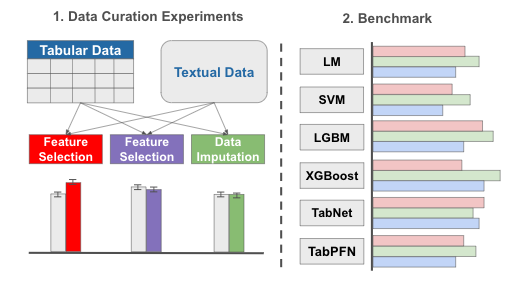 1. Data Curation Experiments
Tabular Data
Textual Data
Feature
Selection
Feature
Selection
Data
Imputation
2. Benchmark
LM
SVM
LGBM
XGBoost
TabNet
TabPFN